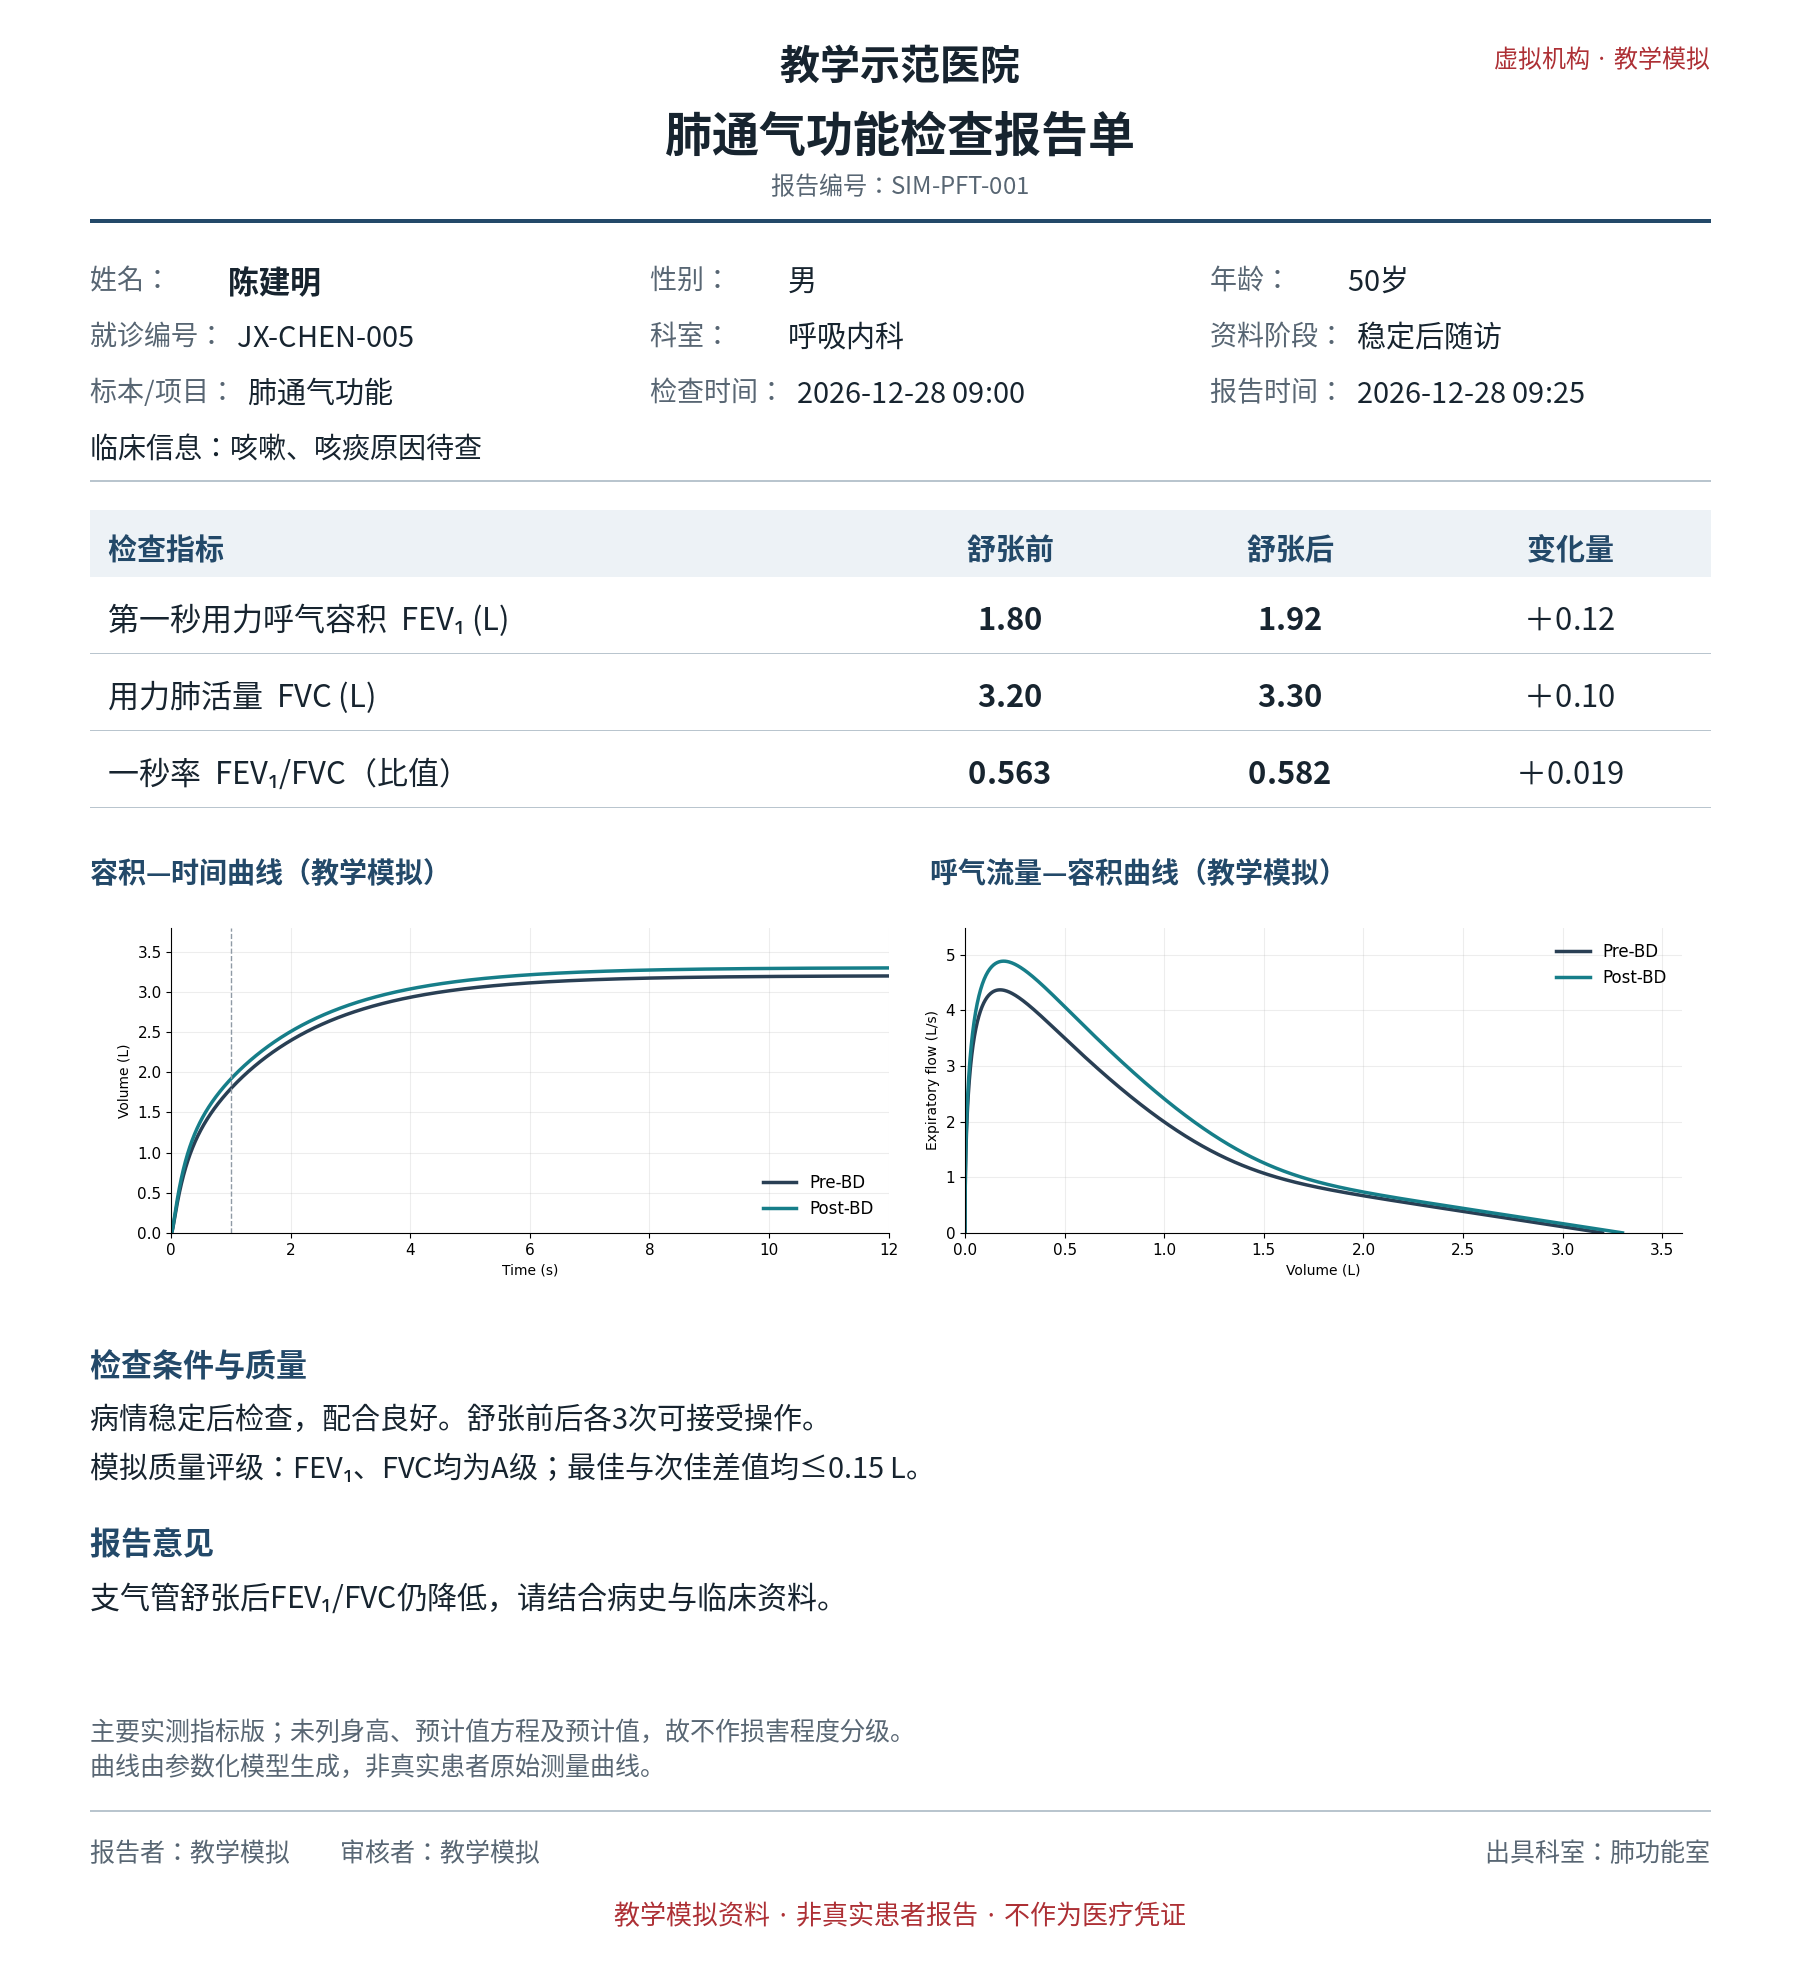 教学示范医院
虚拟机构 · 教学模拟
肺通气功能检查报告单
报告编号：SIM-PFT-001
姓名： 陈建明 性别： 男 年龄： 50岁
就诊编号： JX-CHEN-005 科室： 呼吸内科 资料阶段： 稳定后随访
标本/项目： 肺通气功能 检查时间： 2026-12-28 09:00 报告时间： 2026-12-28 09:25
临床信息：咳嗽、咳痰原因待查
检查指标 舒张前 舒张后 变化量
第一秒用力呼气容积 FEV₁ (L) 1.80 1.92 ＋0.12
用力肺活量 FVC (L) 3.20 3.30 ＋0.10
一秒率 FEV₁/FVC（比值） 0.563 0.582 ＋0.019
容积—时间曲线（教学模拟）
Volume (L)
3.5
3.0
2.5
2.0
1.5
1.0
0.5
0.0
Pre-BD
Post-BD
0 2 4 6 8 10 12
Time (s)
呼气流量—容积曲线（教学模拟）
Expiratory flow (L/s)
5
4
3
2
1
0
Pre-BD
Post-BD
0.0 0.5 1.0 1.5 2.0 2.5 3.0 3.5
Volume (L)
检查条件与质量
病情稳定后检查，配合良好。舒张前后各3次可接受操作。
模拟质量评级：FEV₁、FVC均为A级；最佳与次佳差值均≤0.15 L。
报告意见
支气管舒张后FEV₁/FVC仍降低，请结合病史与临床资料。
主要实测指标版；未列身高、预计值方程及预计值，故不作损害程度分级。
曲线由参数化模型生成，非真实患者原始测量曲线。
报告者：教学模拟 审核者：教学模拟 出具科室：肺功能室
教学模拟资料 · 非真实患者报告 · 不作为医疗凭证